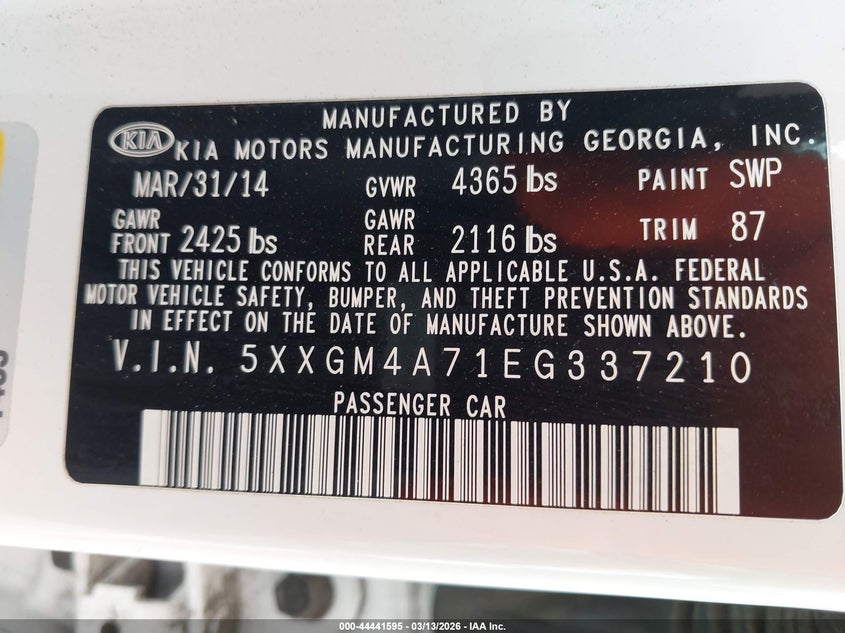 MANUFACTURED BY
KIA KIA MOTORS MANUFACTURING GEORGIA, INC.
MAR/31/14 GVWR 4365 lbs PAINT SWP
GAWR FRONT 2425 lbs GAWR REAR 2116 lbs TRIM 87
THIS VEHICLE CONFORMS TO ALL APPLICABLE U.S.A. FEDERAL
MOTOR VEHICLE SAFETY, BUMPER, AND THEFT PREVENTION STANDARDS
IN EFFECT ON THE DATE OF MANUFACTURE SHOWN ABOVE.
V.I.N. 5XXGM4A71EG337210
PASSENGER CAR
000-44441595 - 03/13/2026 - IAA Inc.